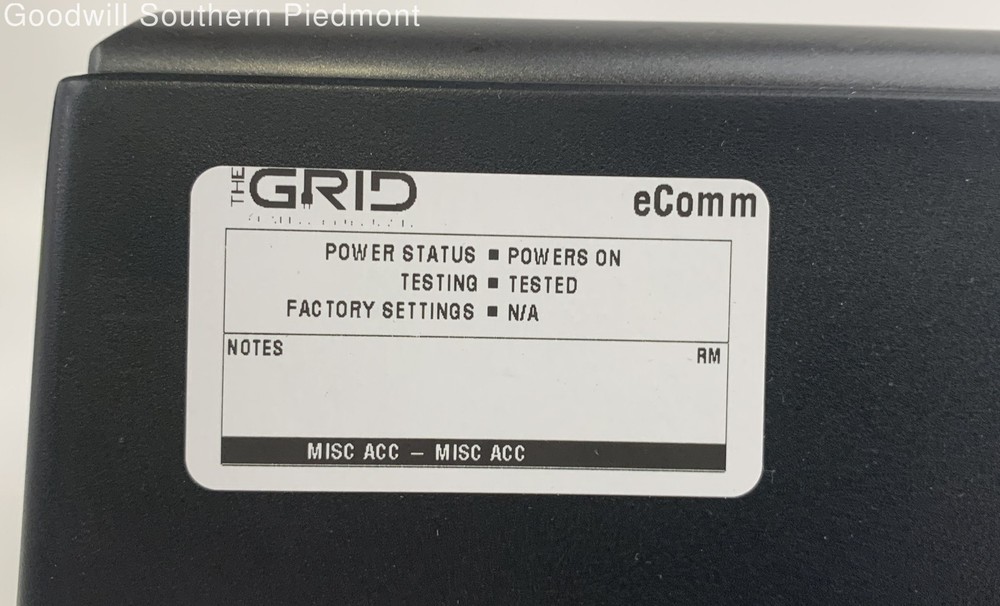 Goodwill Southern Piedmont
THE GRID
eComm
POWER STATUS ■ POWERS ON
TESTING ■ TESTED
FACTORY SETTINGS ■ N/A
NOTES
RM
MISC ACC – MISC ACC